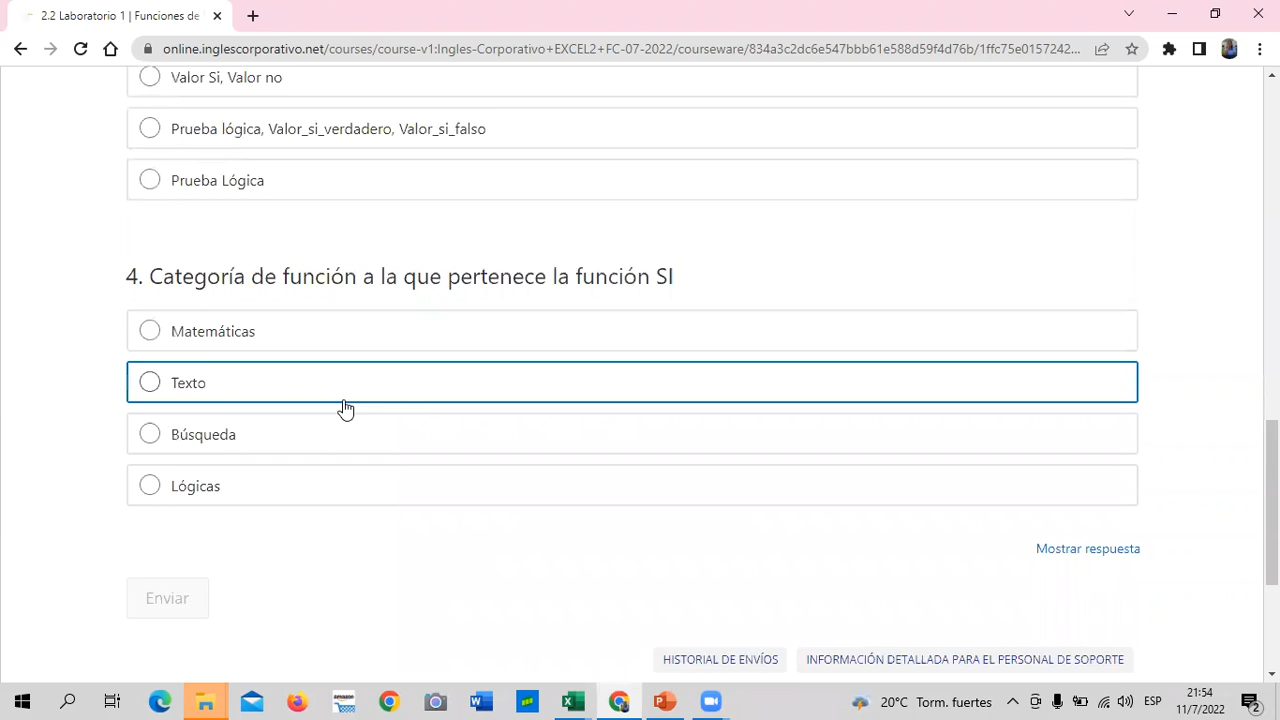 2.2 Laboratorio 1 | Funciones de
online.inglescorporativo.net/courses/course-v1:Ingles-Corporativo+EXCEL2+FC-07-2022/courseware/834a3c2dc6e547bbb61e588d59f4d76b/1ffc75e0157242...
Valor Si, Valor no
Prueba lógica, Valor_si_verdadero, Valor_si_falso
Prueba Lógica
4. Categoría de función a la que pertenece la función SI
Matemáticas
Texto
Búsqueda
Lógicas
Mostrar respuesta
Enviar
HISTORIAL DE ENVÍOS
INFORMACIÓN DETALLADA PARA EL PERSONAL DE SOPORTE
20°C Torm. fuertes
ESP
21:54
11/7/2022
2